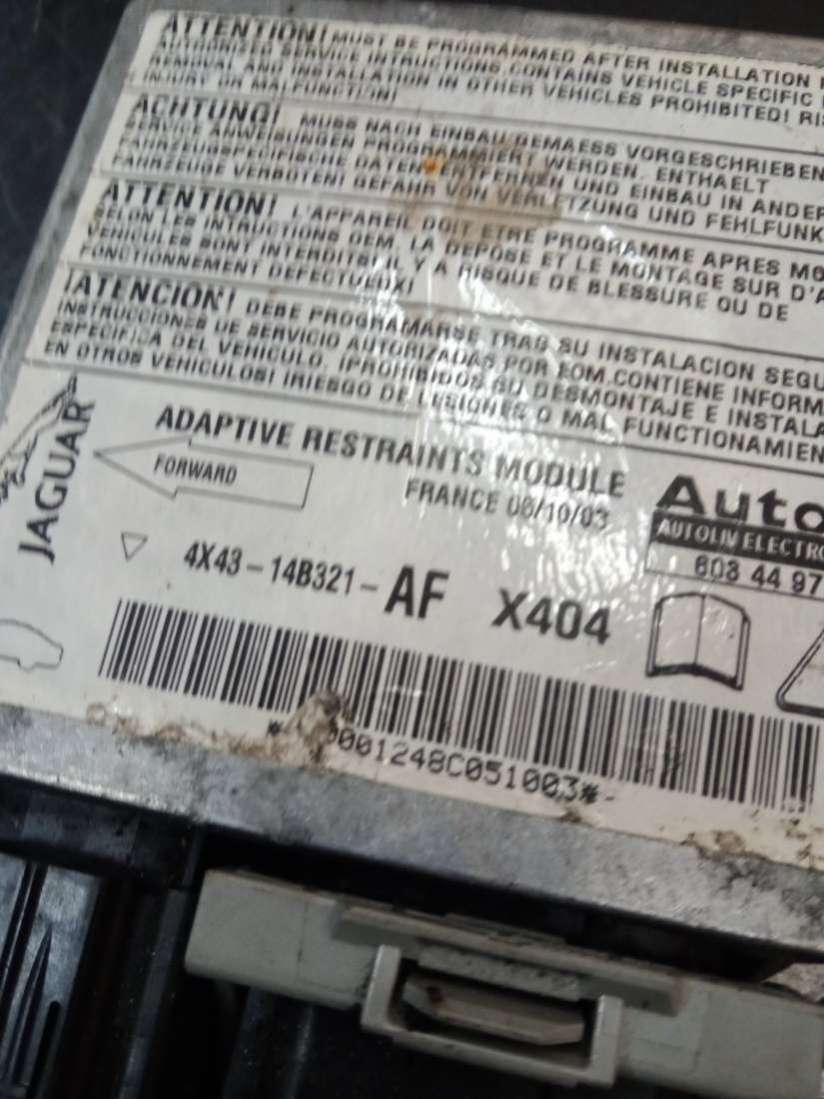 ATTENTION! MUST BE PROGRAMMED AFTER INSTALLATION
AUTHORIZED SERVICE INTRUCTIONS.CONTAINS VEHICLE SPECIFIC
REMOVAL AND INSTALLATION IN OTHER VEHICLES PROHIBITED! RIS
INJURY OR MALFUNCTION!
ACHTUNG! MUSS NACH EINBAU GEMAESS VORGESCHRIEBEN
SERVICE ANWEISUNGEN PROGRAMMIERT WERDEN. ENTHAELT
FAHRZEUGSPECIFISCHE DATEN ENTFERNEN UND EINBAU IN ANDER
FAHRZEUGE VERBOTEN! GEFAHR VON VERLETZUNG UND FEHLFUNK
ATTENTION! L'APPAREIL DOIT ETRE PROGRAMME APRES MO
SELON LES INTRUCTIONS OEM. LA DEPOSE ET LE MONTAGE SUR D'A
VEHICULES SONT INTERDITS! IL Y A RISQUE DE BLESSURE OU DE
FONCTIONNEMENT DEFECTUEUX!
¡ATENCION! DEBE PROGRAMARSE TRAS SU INSTALACION SEGU
INSTRUCCIONES DE SERVICIO AUTORIZADAS POR EOM.CONTIENE INFORM
ESPECIFICA DEL VEHICULO. ¡PROHIBIDOS SU DESMONTAJE E INSTALA
EN OTROS VEHICULOS! ¡RIESGO DE LESIONES O MAL FUNCTIONAMIEN
JAGUAR
ADAPTIVE RESTRAINTS MODULE
FORWARD
FRANCE 08/10/03
Auto
AUTOLIV ELECTRO
603 44 97
4X43-14B321-AF X404
001248C051003*-